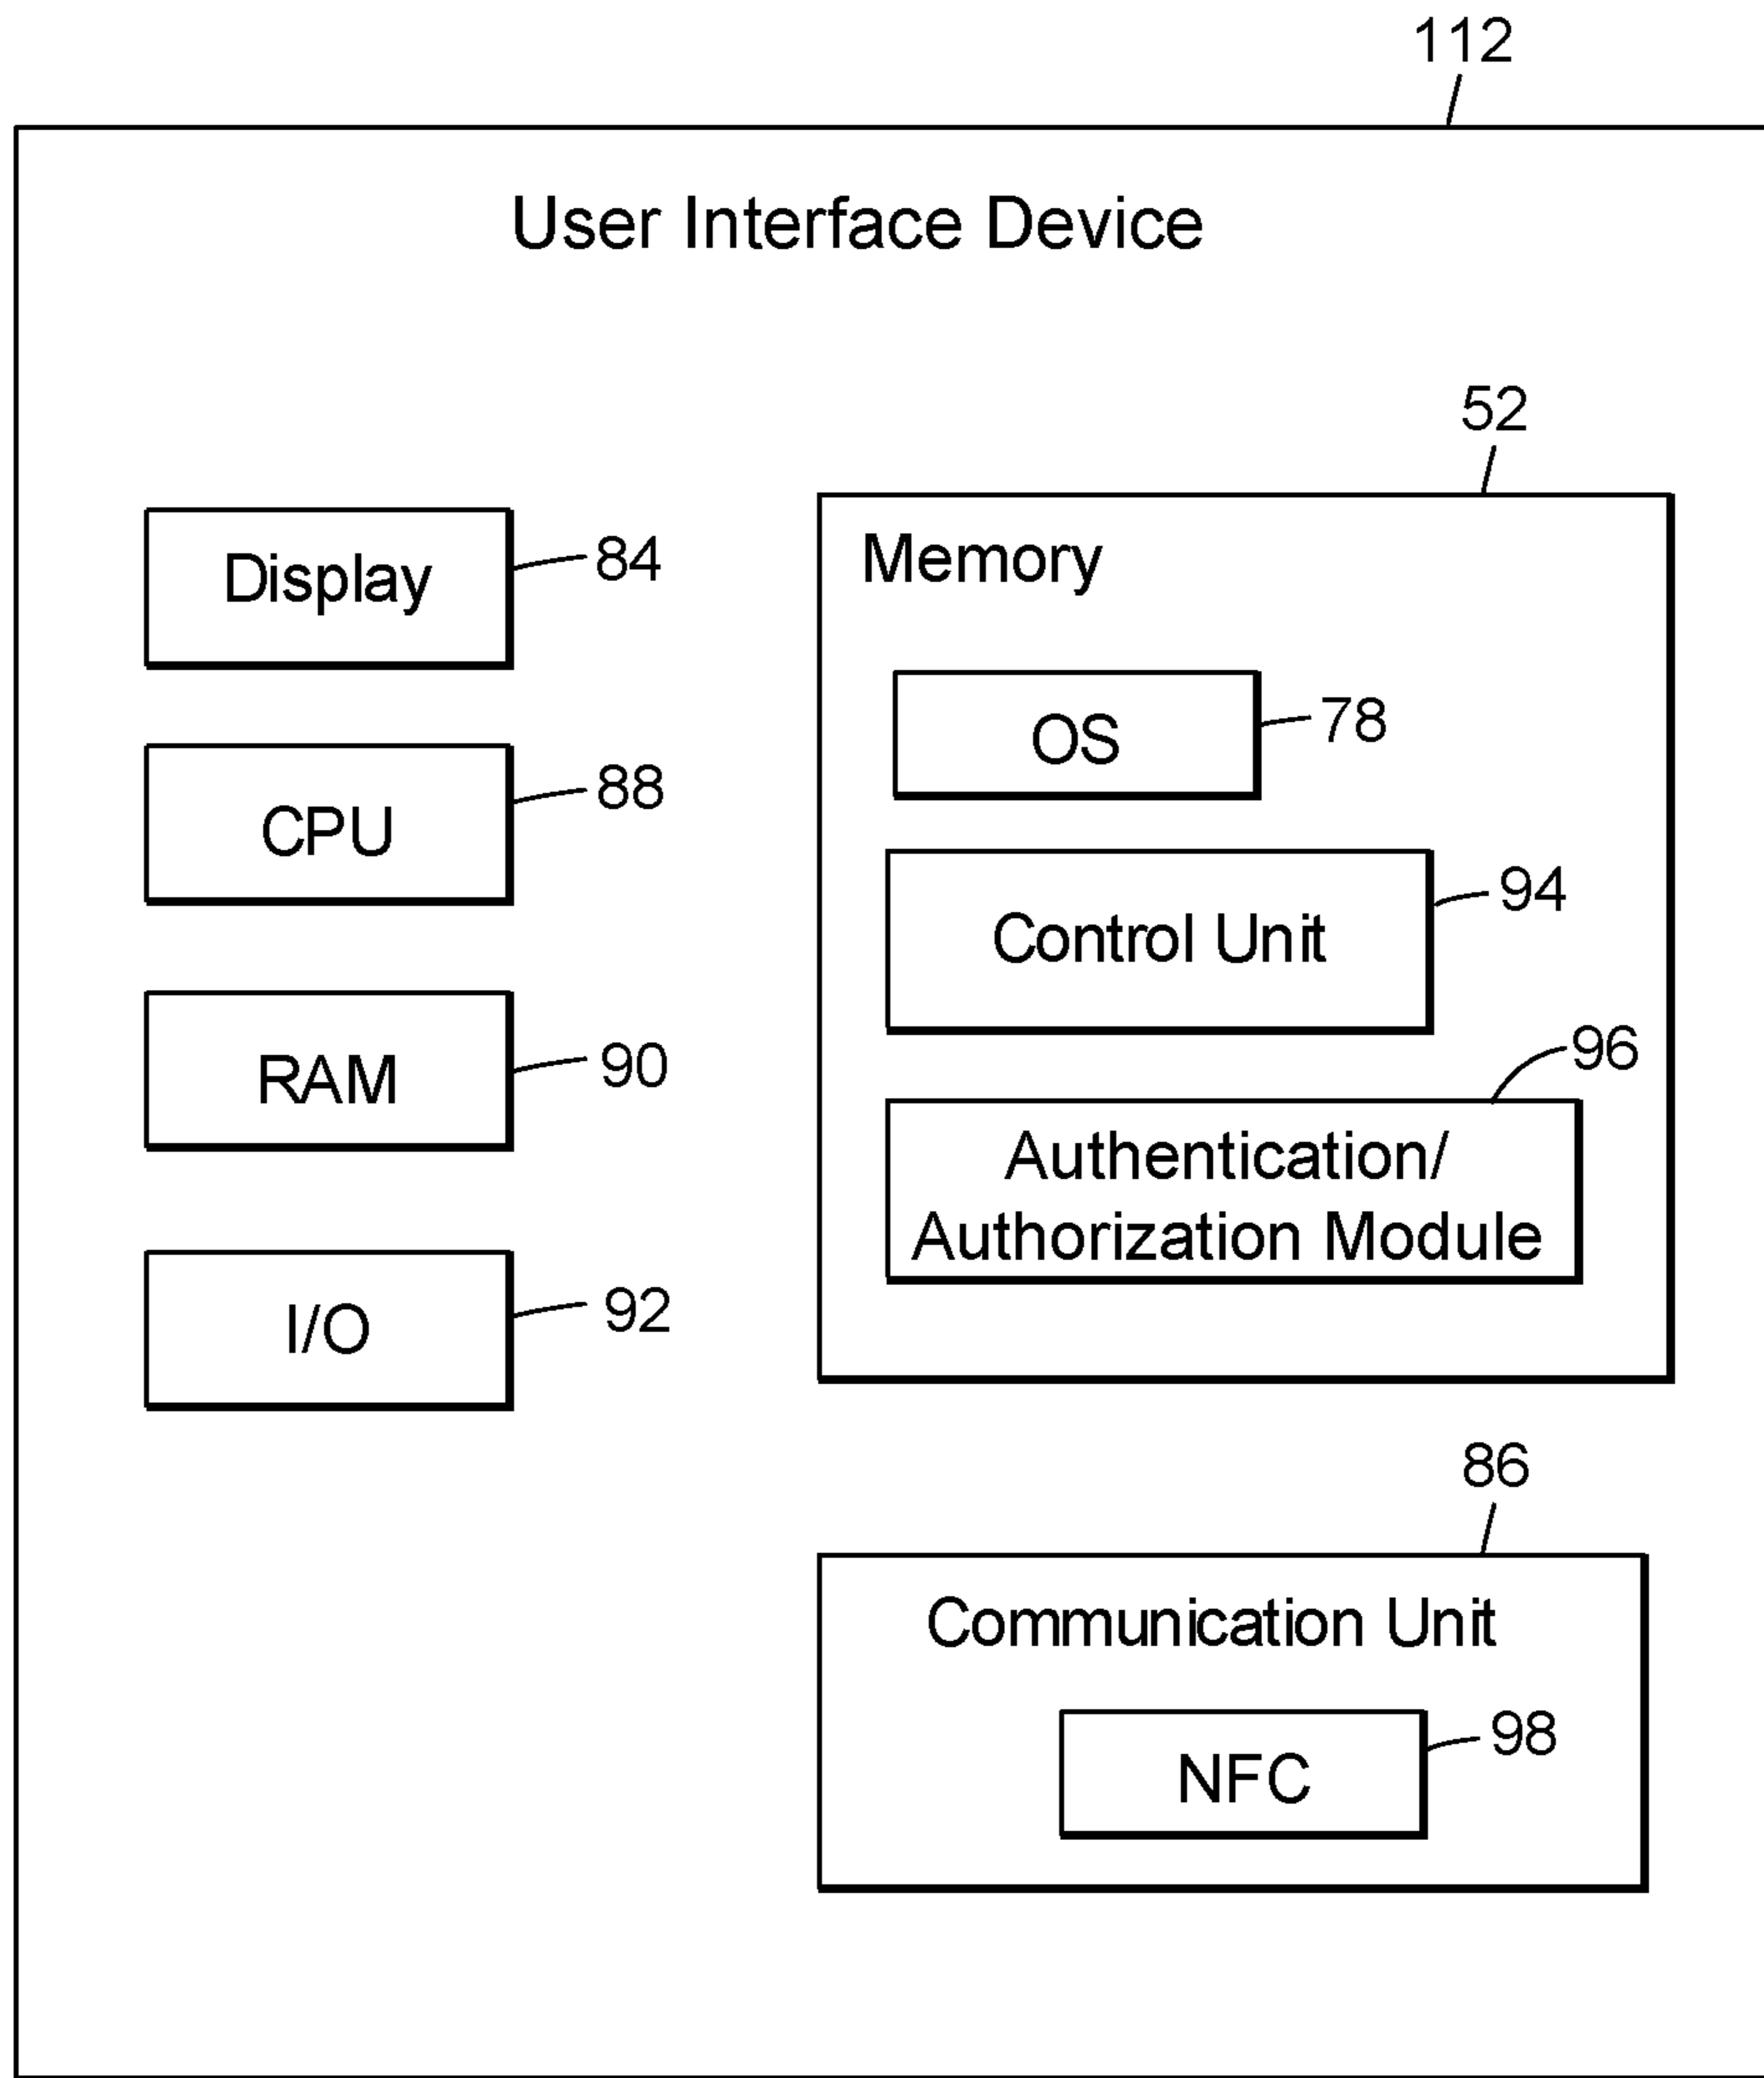 112
User Interface Device
52
Display
84
Memory
OS
78
CPU
88
Control Unit
94
RAM
90
96
Authentication/
Authorization Module
I/O
92
86
Communication Unit
NFC
98